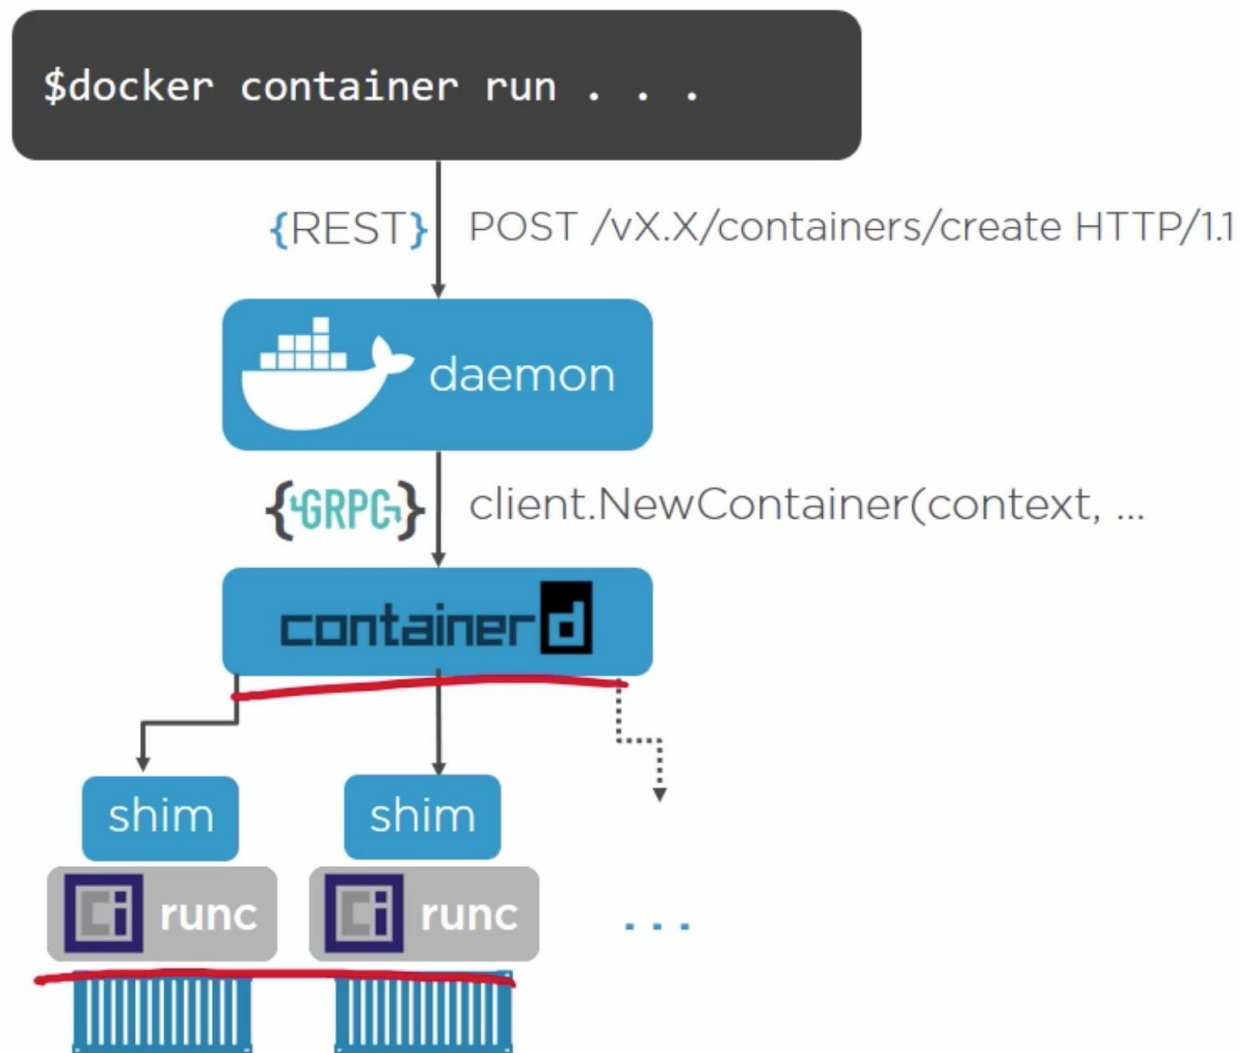 $docker container run . . .
{REST} POST /vX.X/containers/create HTTP/1.1
daemon
{GRPC} client.NewContainer(context, ...
containerd
shim shim
runc runc ...